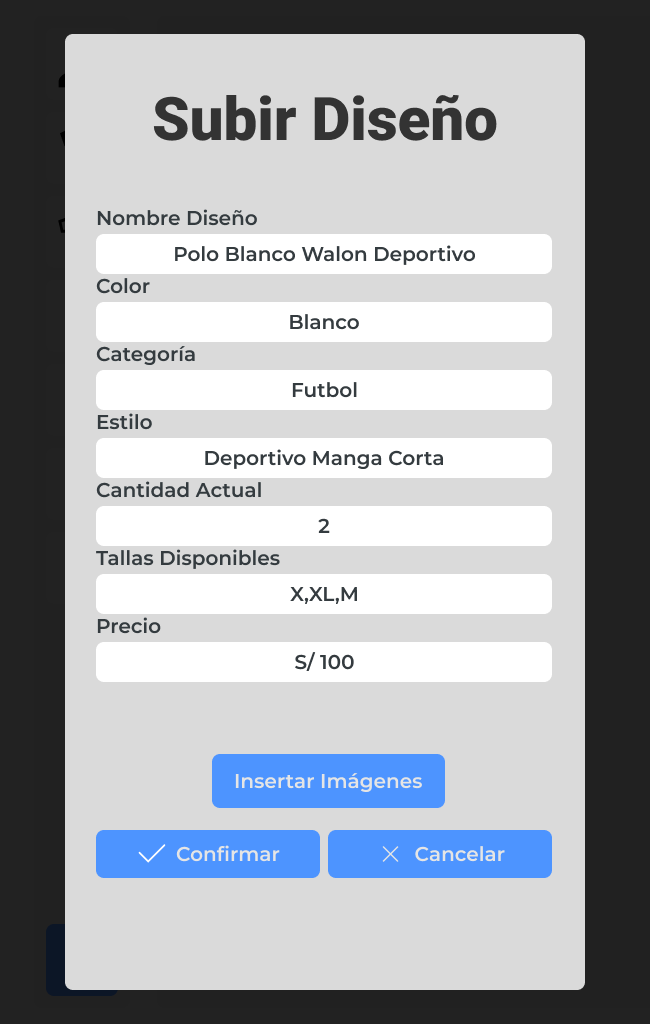 Subir Diseño
Nombre Diseño
Polo Blanco Walon Deportivo
Color
Blanco
Categoría
Futbol
Estilo
Deportivo Manga Corta
Cantidad Actual
2
Tallas Disponibles
X,XL,M
Precio
S/ 100
Insertar Imágenes
Confirmar
Cancelar